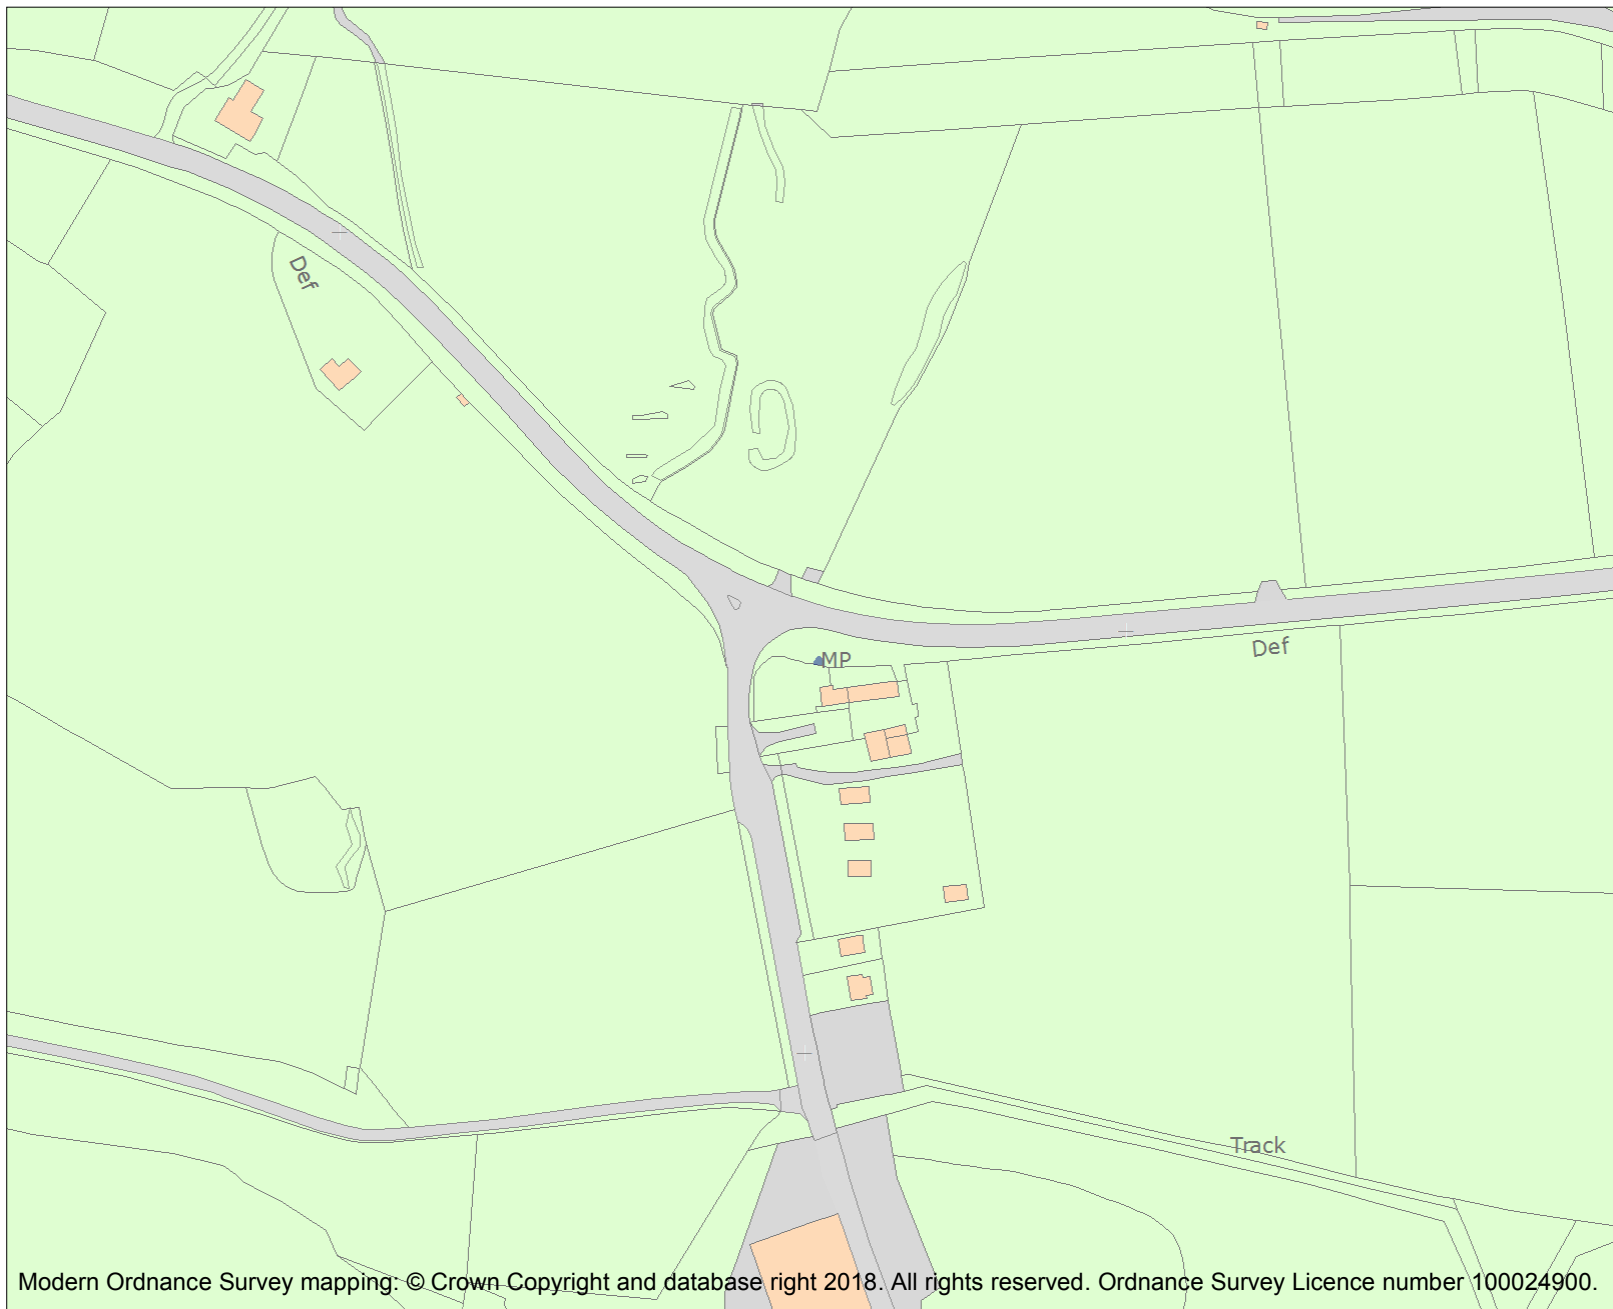 Def
MP
Def
Track
Modern Ordnance Survey mapping: © Crown Copyright and database right 2018. All rights reserved. Ordnance Survey Licence number 100024900.